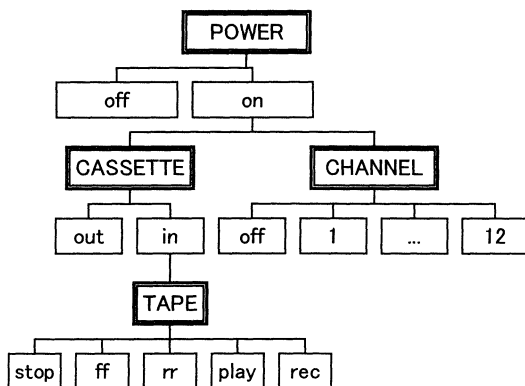 POWER
off on
CASSETTE CHANNEL
out in off 1 ... 12
TAPE
stop ff rr play rec